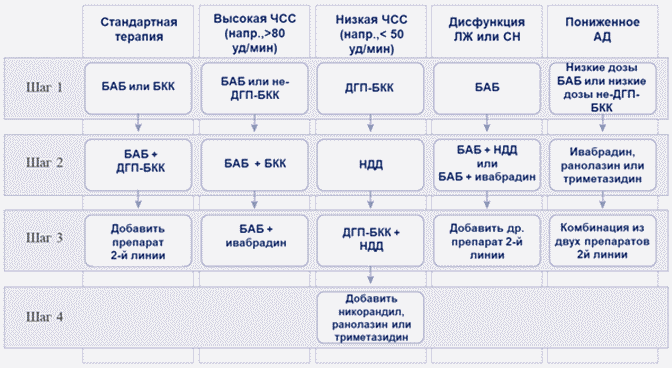 Стандартная
терапия
Высокая ЧСС
(напр.,>80
уд/мин)
Низкая ЧСС
(напр.,< 50
уд/мин)
Дисфункция
ЛЖ или СН
Пониженное
АД
Шаг 1
БАБ или БКК
БАБ или не-
ДГП-БКК
ДГП-БКК
БАБ
Низкие дозы
БАБ или низкие
дозы не-ДГП-
БКК
Шаг 2
БАБ +
ДГП-БКК
БАБ + БКК
НДД
БАБ + НДД
или
БАБ + ивабрадин
Ивабрадин,
ранолазин или
триметазидин
Шаг 3
Добавить
препарат
2-й линии
БАБ +
ивабрадин
ДГП-БКК +
НДД
Добавить др.
препарат 2-й
линии
Комбинация из
двух препаратов
2й линии
Шаг 4
Добавить
никорандил,
ранолазин или
триметазидин